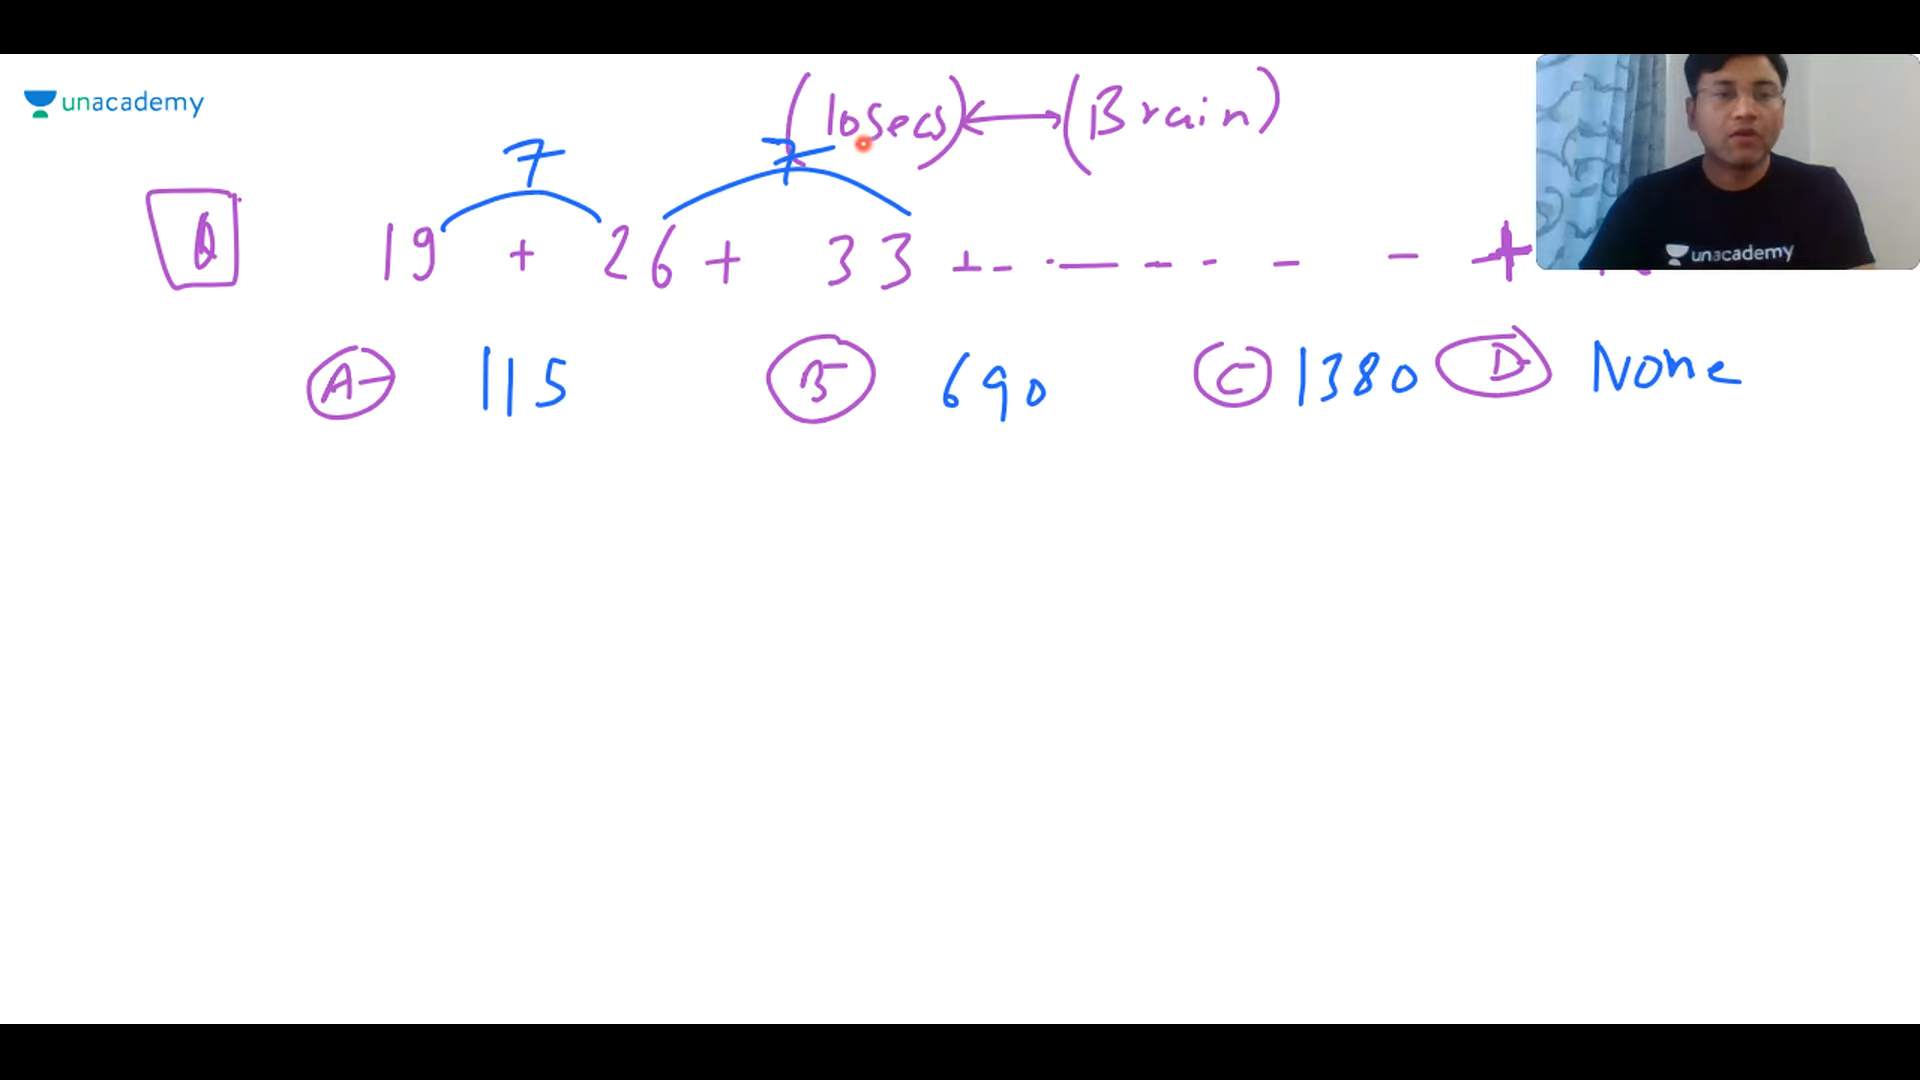 unacademy
(10secs) ↔ (Brain)
7 7
Q 19 + 26 + 33 + - - - - - - - +
A 115 B 690 C 1380 D None
unacademy